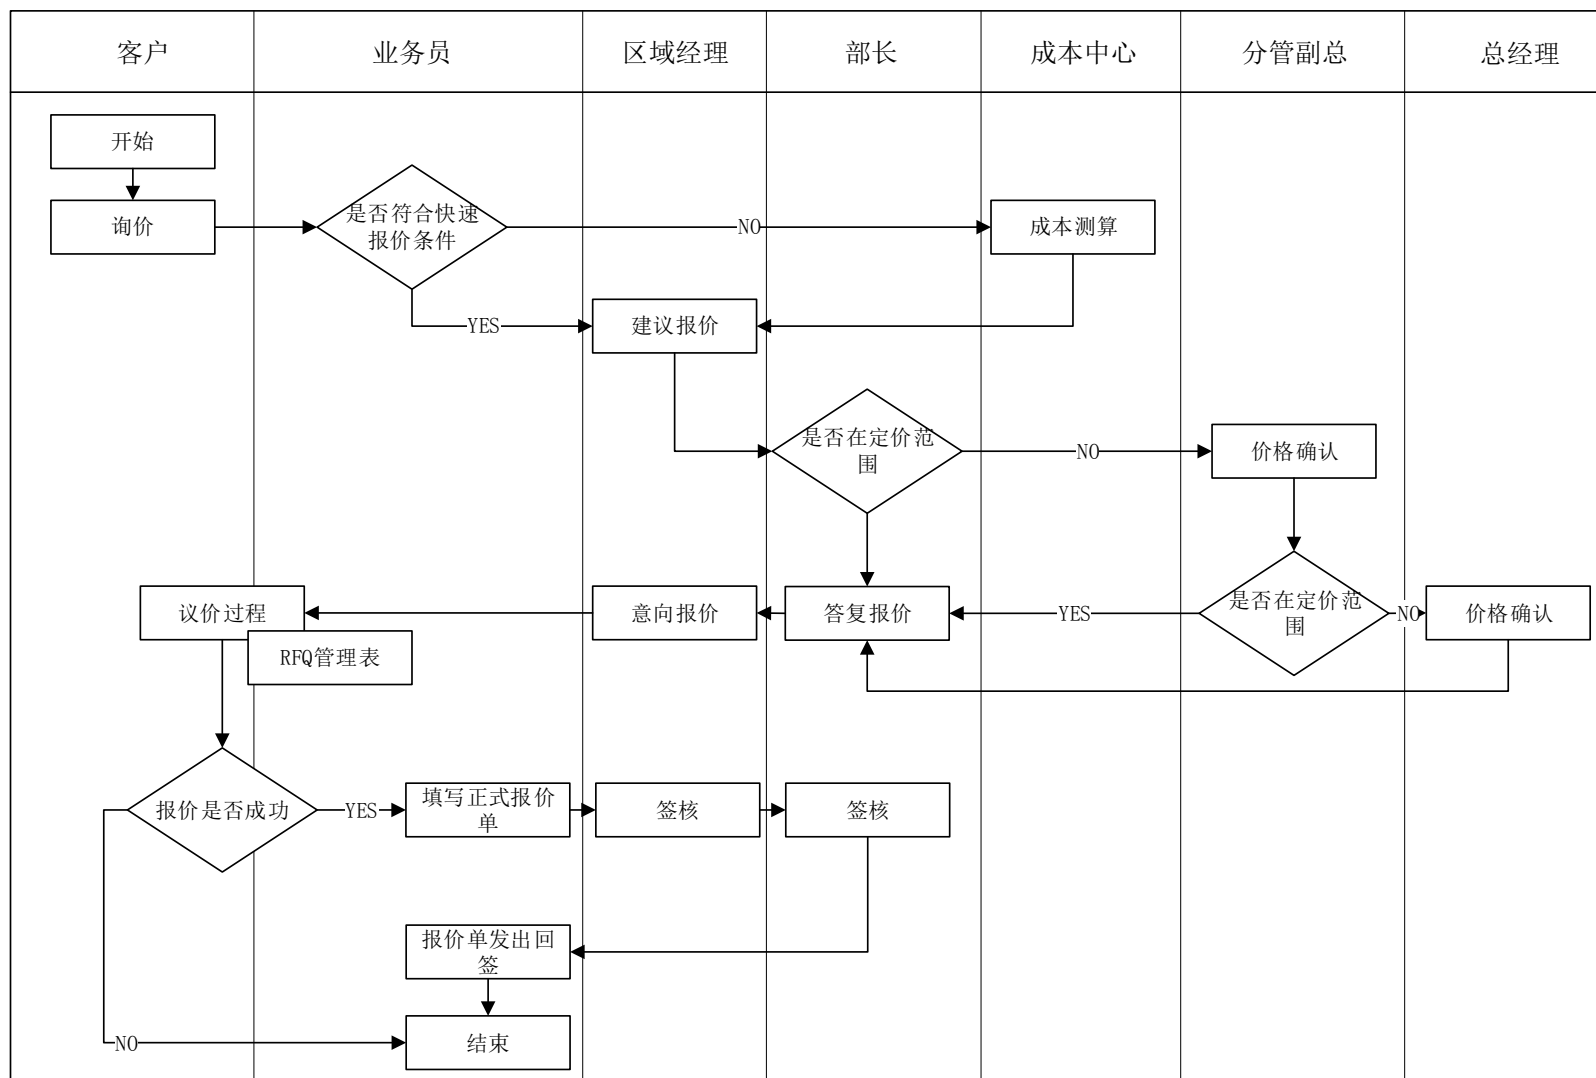 客户
业务员
区域经理
部长
成本中心
分管副总
总经理
开始
询价
是否符合快速
报价条件
NO
成本测算
YES
建议报价
是否在定价范
围
NO
价格确认
议价过程
RFQ管理表
意向报价
答复报价
YES
是否在定价范
围
NO
价格确认
报价是否成功
YES
填写正式报价
单
签核
签核
报价单发出回
签
NO
结束